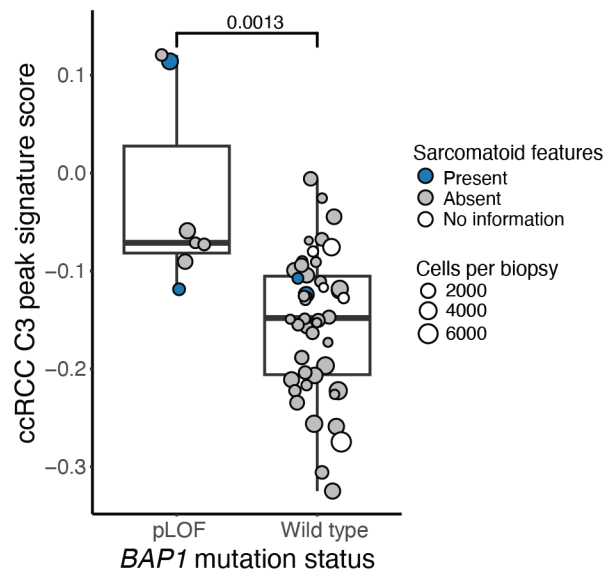 0.0013
ccRCC C3 peak signature score
0.1
0.0
−0.1
−0.2
−0.3
pLOF
Wild type
BAP1 mutation status
Sarcomatoid features
Present
Absent
No information
Cells per biopsy
2000
4000
6000